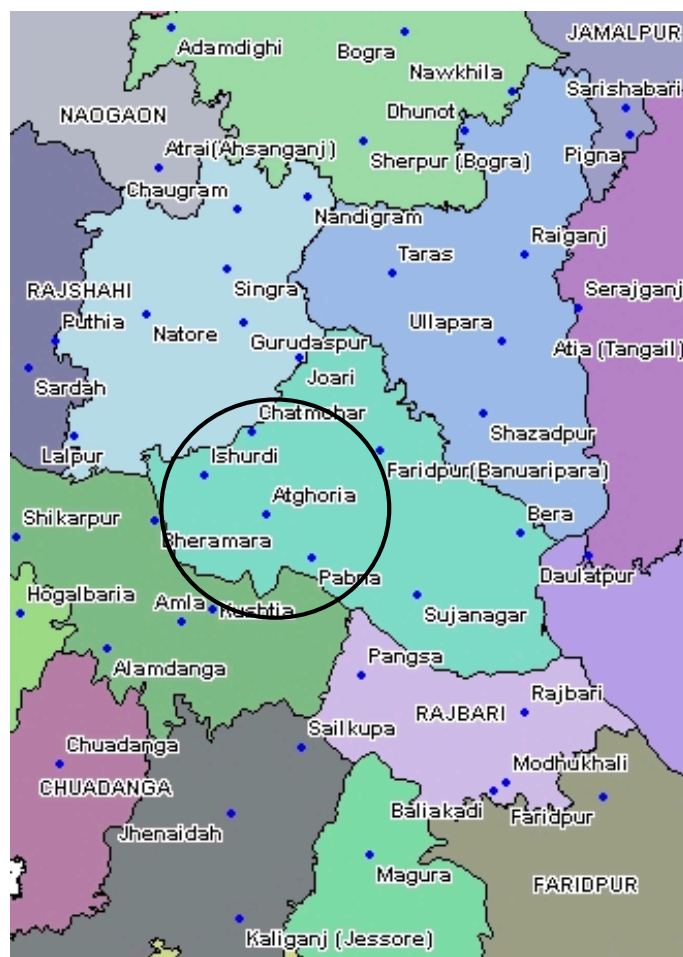 JAMALPUR
Adamdighi
Bogra
Nawkhila
Sarishabari
Dhunot
NAOGAON
Atrai(Ahsanganj)
Sherpur (Bogra)
Pigna
Chaugram
Nandigram
Raiganj
Taras
Singra
RAJSHAHI
Serajganj
Puthia
Natore
Ullapara
Gurudaspur
Atia (Tangail)
Joari
Sardah
Chatmohar
Shazadpur
Lalpur
Ishurdi
Faridpur(Banuaripara)
Atghoria
Bera
Shikarpur
Bheramara
Pabna
Daulatpur
Hogalbaria
Amla
Kushtia
Sujanagar
Alamdanga
Pangsa
Rajbari
RAJBARI
Sailkupa
Chuadanga
Modhukhali
CHUADANGA
Baliakadi
Faridpur
Jhenaidah
Magura
FARIDPUR
Kaliganj (Jessore)